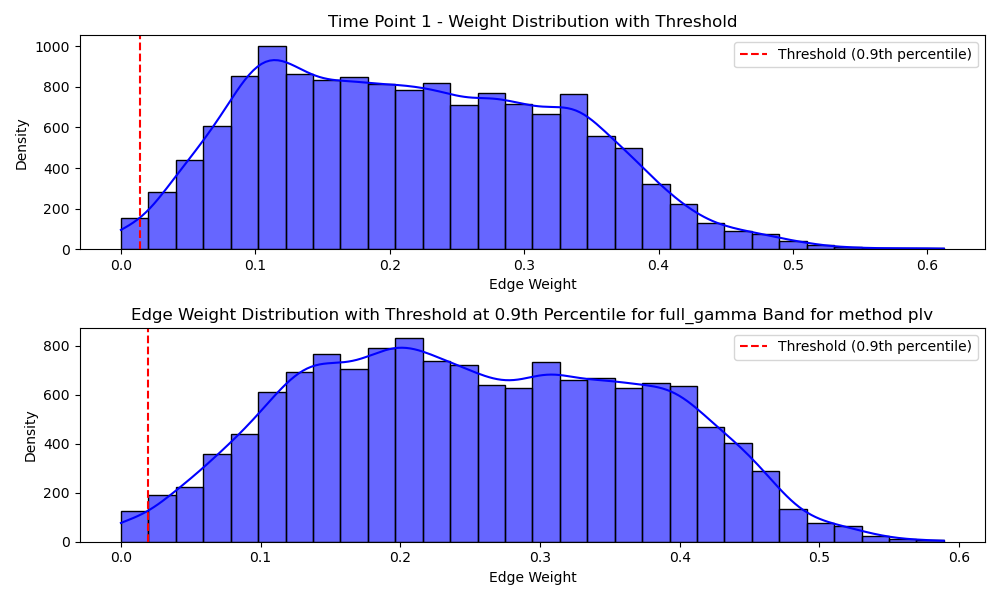 Time Point 1 - Weight Distribution with Threshold
Threshold (0.9th percentile)
Density
1000
800
600
400
200
0
0.0 0.1 0.2 0.3 0.4 0.5 0.6
Edge Weight
Edge Weight Distribution with Threshold at 0.9th Percentile for full_gamma Band for method plv
Threshold (0.9th percentile)
Density
800
600
400
200
0
0.0 0.1 0.2 0.3 0.4 0.5 0.6
Edge Weight